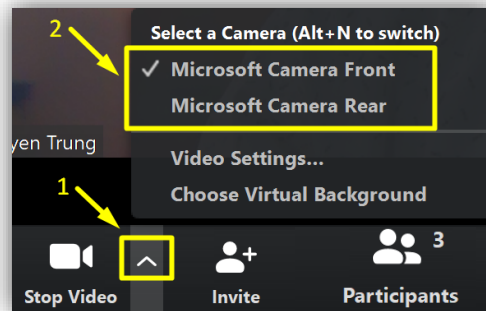 2
Select a Camera (Alt+N to switch)
✓ Microsoft Camera Front
Microsoft Camera Rear
yen Trung
Video Settings...
1
Choose Virtual Background
3
Stop Video
Invite
Participants